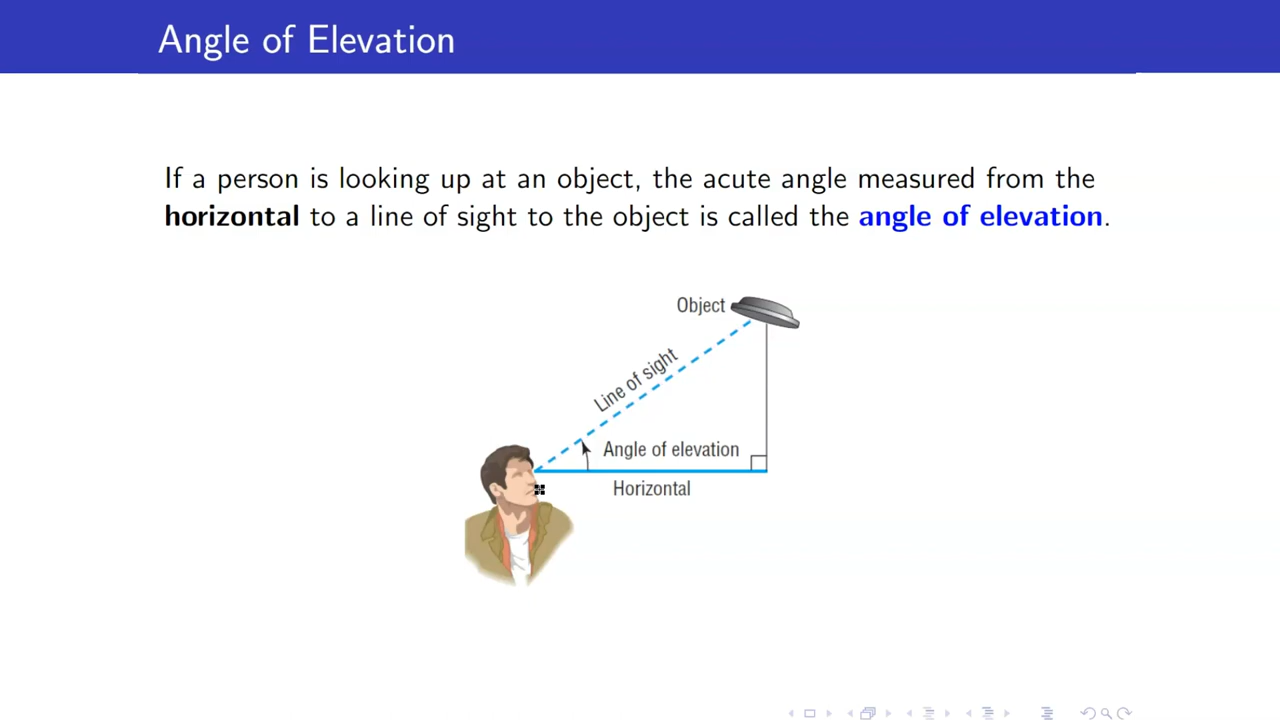 Angle of Elevation
If a person is looking up at an object, the acute angle measured from the
horizontal to a line of sight to the object is called the angle of elevation.
Object
Line of sight
Angle of elevation
Horizontal